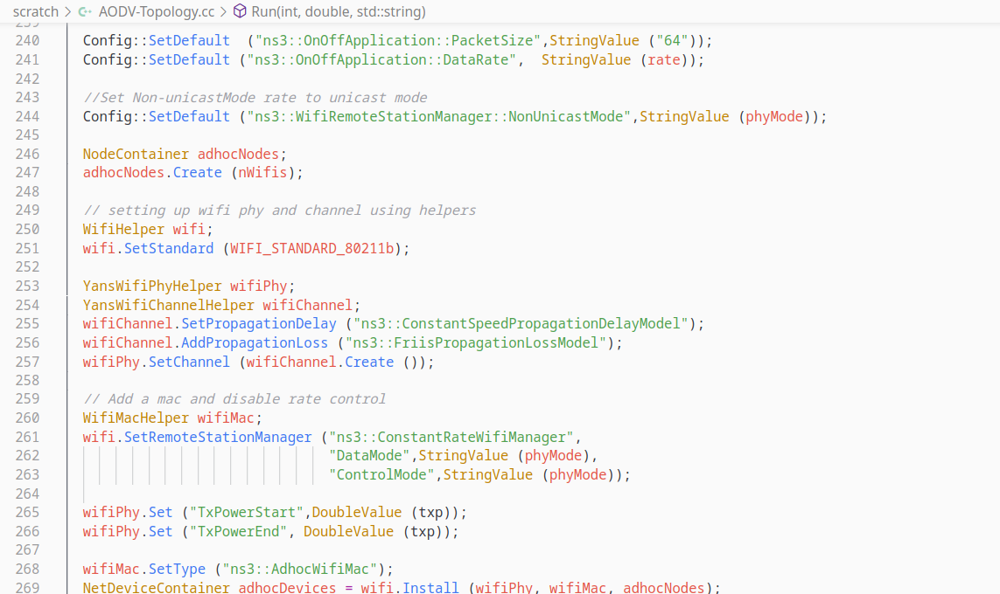 scratch > AODV-Topology.cc > Run(int, double, std::string)
239
240 Config::SetDefault  ("ns3::OnOffApplication::PacketSize",StringValue ("64"));
241 Config::SetDefault ("ns3::OnOffApplication::DataRate",  StringValue (rate));
242
243 //Set Non-unicastMode rate to unicast mode
244 Config::SetDefault ("ns3::WifiRemoteStationManager::NonUnicastMode",StringValue (phyMode));
245
246 NodeContainer adhocNodes;
247 adhocNodes.Create (nWifis);
248
249 // setting up wifi phy and channel using helpers
250 WifiHelper wifi;
251 wifi.SetStandard (WIFI_STANDARD_80211b);
252
253 YansWifiPhyHelper wifiPhy;
254 YansWifiChannelHelper wifiChannel;
255 wifiChannel.SetPropagationDelay ("ns3::ConstantSpeedPropagationDelayModel");
256 wifiChannel.AddPropagationLoss ("ns3::FriisPropagationLossModel");
257 wifiPhy.SetChannel (wifiChannel.Create ());
258
259 // Add a mac and disable rate control
260 WifiMacHelper wifiMac;
261 wifi.SetRemoteStationManager ("ns3::ConstantRateWifiManager",
262                               "DataMode",StringValue (phyMode),
263                               "ControlMode",StringValue (phyMode));
264
265 wifiPhy.Set ("TxPowerStart",DoubleValue (txp));
266 wifiPhy.Set ("TxPowerEnd", DoubleValue (txp));
267
268 wifiMac.SetType ("ns3::AdhocWifiMac");
269 NetDeviceContainer adhocDevices = wifi.Install (wifiPhy, wifiMac, adhocNodes);